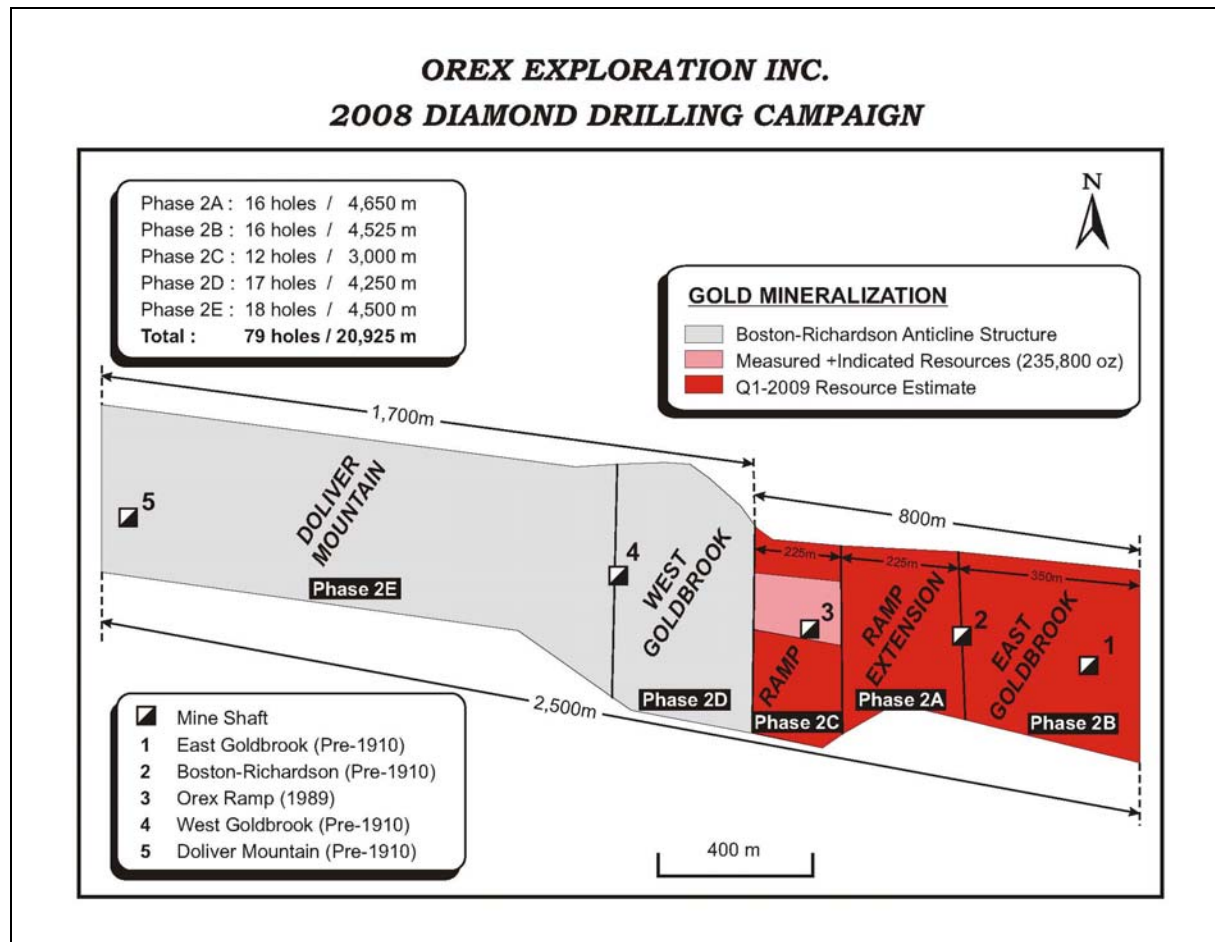 OREX EXPLORATION INC.
2008 DIAMOND DRILLING CAMPAIGN
Phase 2A : 16 holes / 4,650 m
Phase 2B : 16 holes / 4,525 m
Phase 2C : 12 holes / 3,000 m
Phase 2D : 17 holes / 4,250 m
Phase 2E : 18 holes / 4,500 m
Total : 79 holes / 20,925 m
N
GOLD MINERALIZATION
Boston-Richardson Anticline Structure
Measured +Indicated Resources (235,800 oz)
Q1-2009 Resource Estimate
1,700m
800m
225m
225m
350m
5
DOLIVER
MOUNTAIN
Phase 2E
4
WEST
GOLDBROOK
Phase 2D
3
RAMP
Phase 2C
RAMP
EXTENSION
Phase 2A
2
EAST
GOLDBROOK
1
Phase 2B
2,500m
Mine Shaft
1 East Goldbrook (Pre-1910)
2 Boston-Richardson (Pre-1910)
3 Orex Ramp (1989)
4 West Goldbrook (Pre-1910)
5 Doliver Mountain (Pre-1910)
400 m